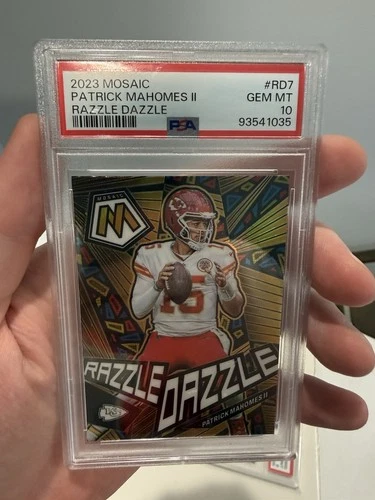 2023 MOSAIC #RD7
PATRICK MAHOMES II GEM MT
RAZZLE DAZZLE 10
PSA 93541035
MOSAIC
M
15
RAZZLE
DAZZLE
PATRICK MAHOMES II